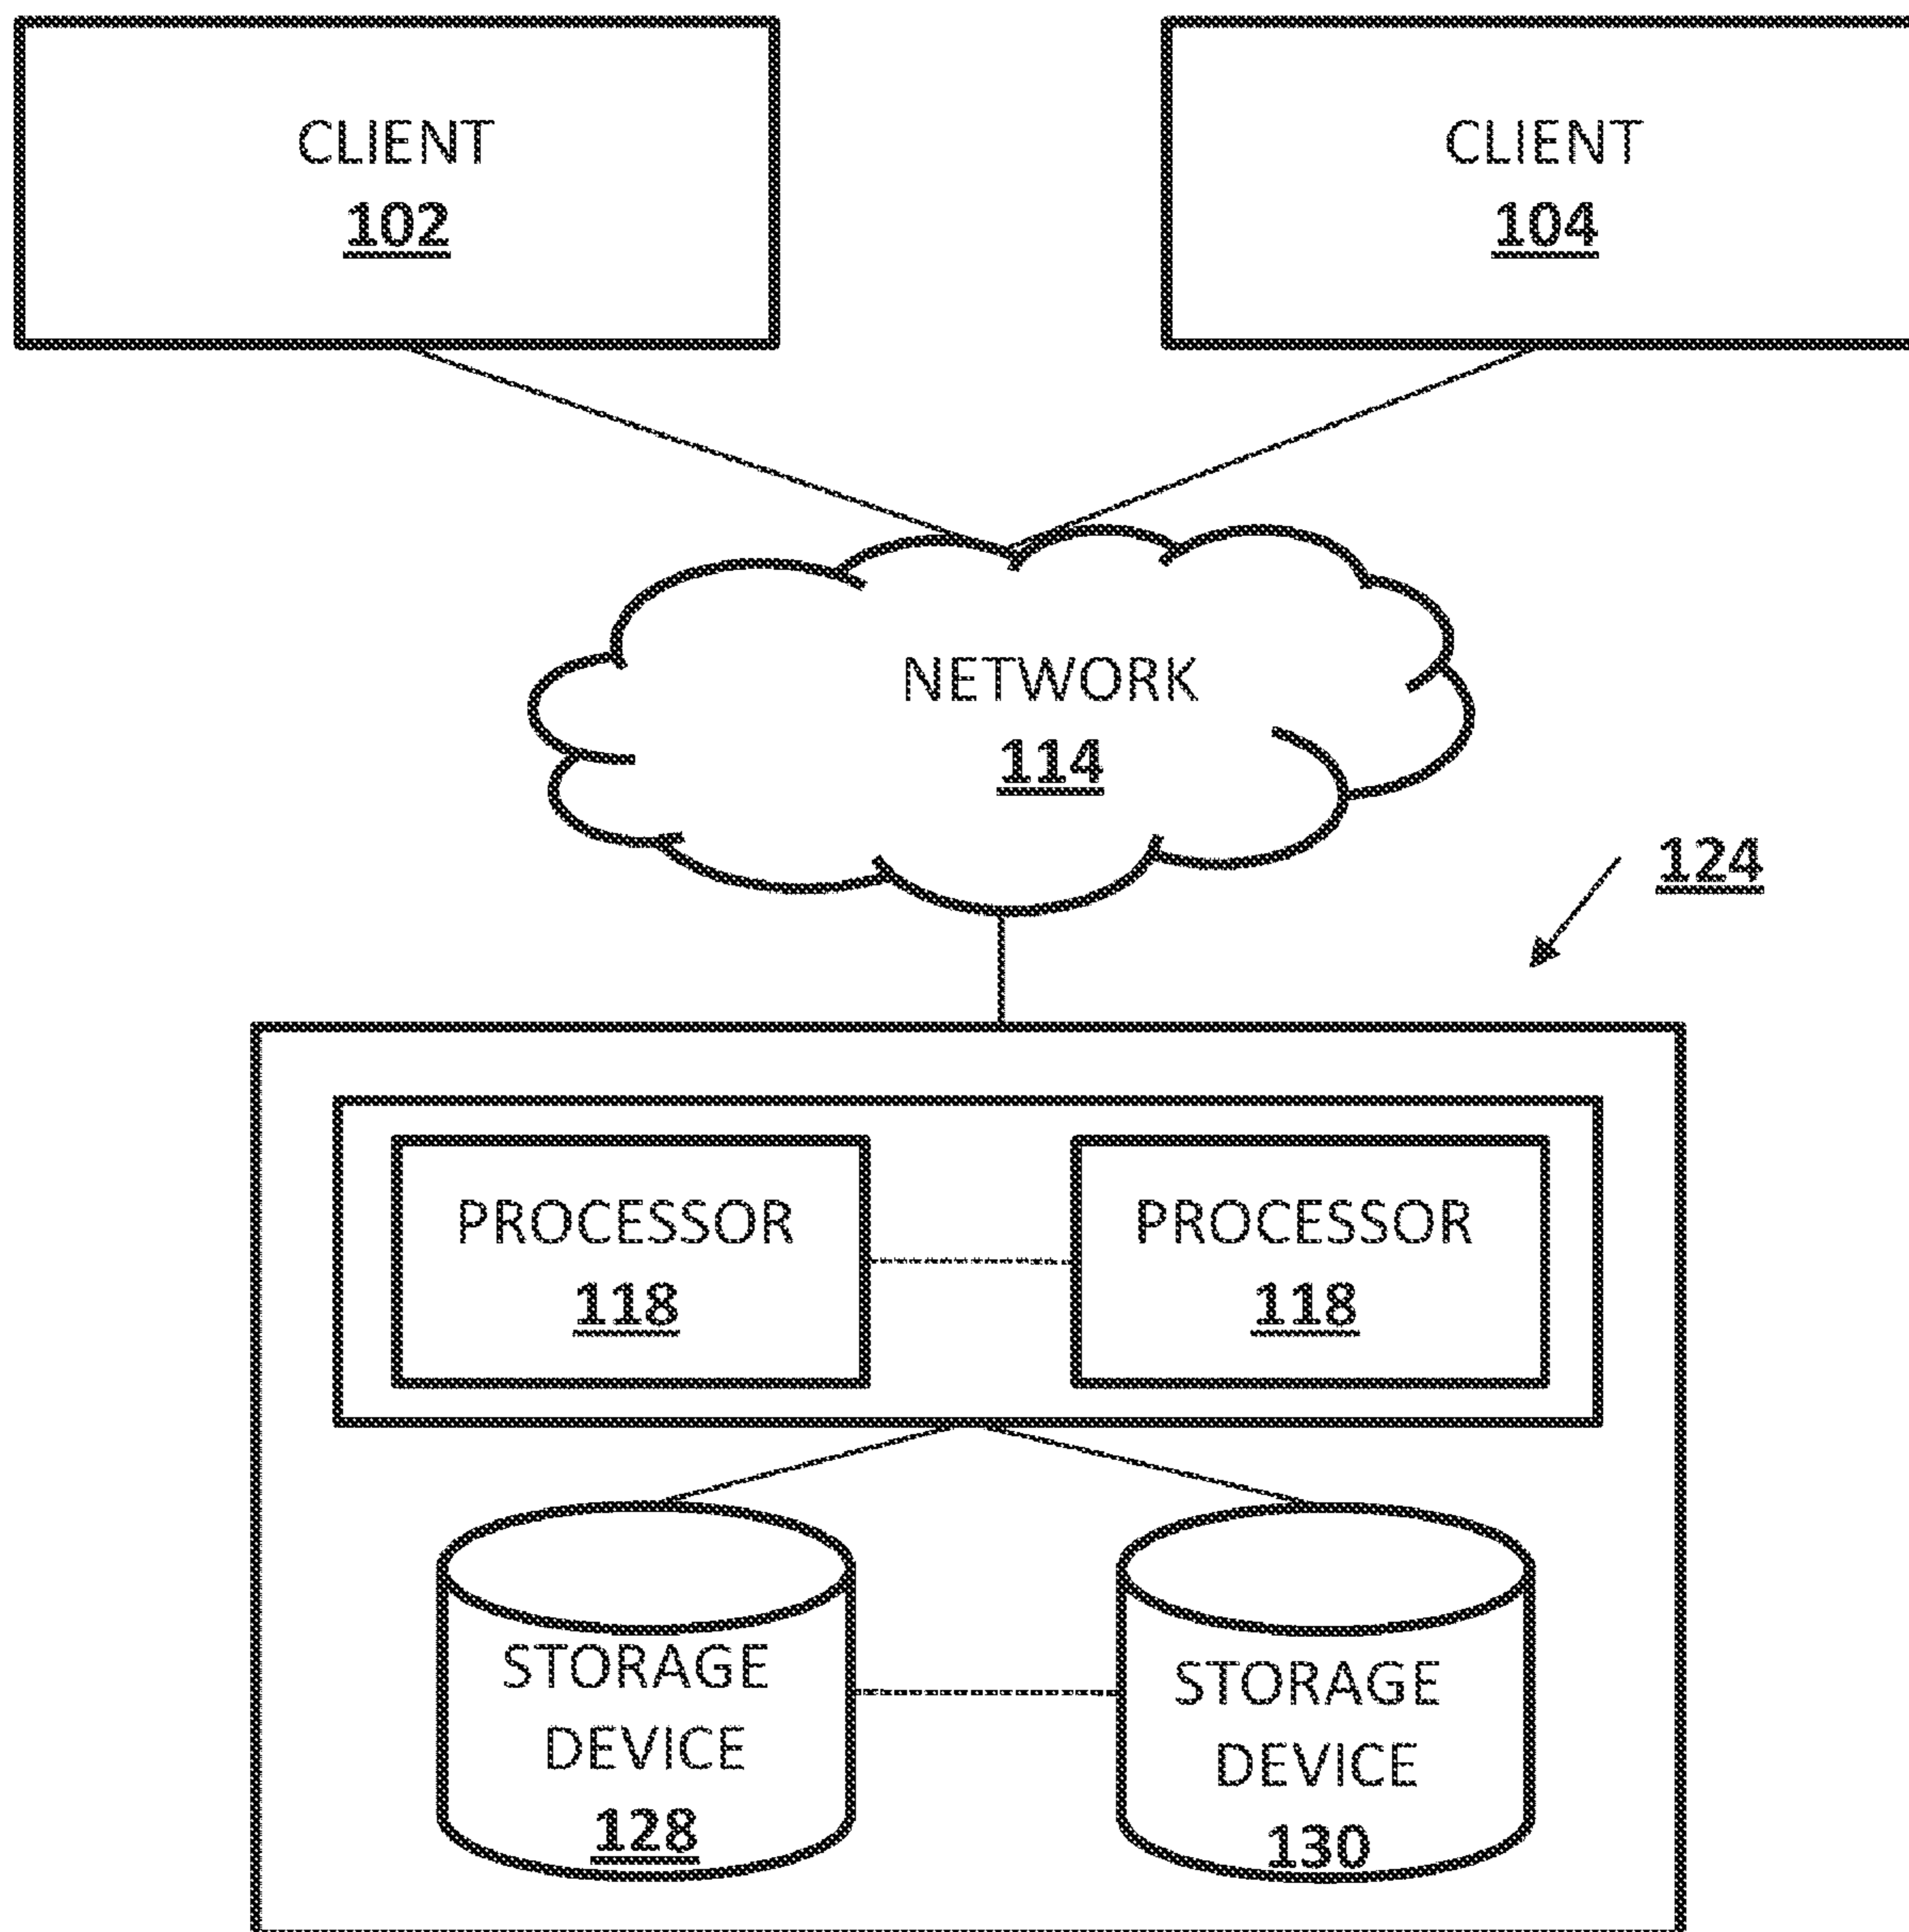 CLIENT
102
CLIENT
104
NETWORK
114
124
PROCESSOR
118
PROCESSOR
118
STORAGE
DEVICE
128
STORAGE
DEVICE
130